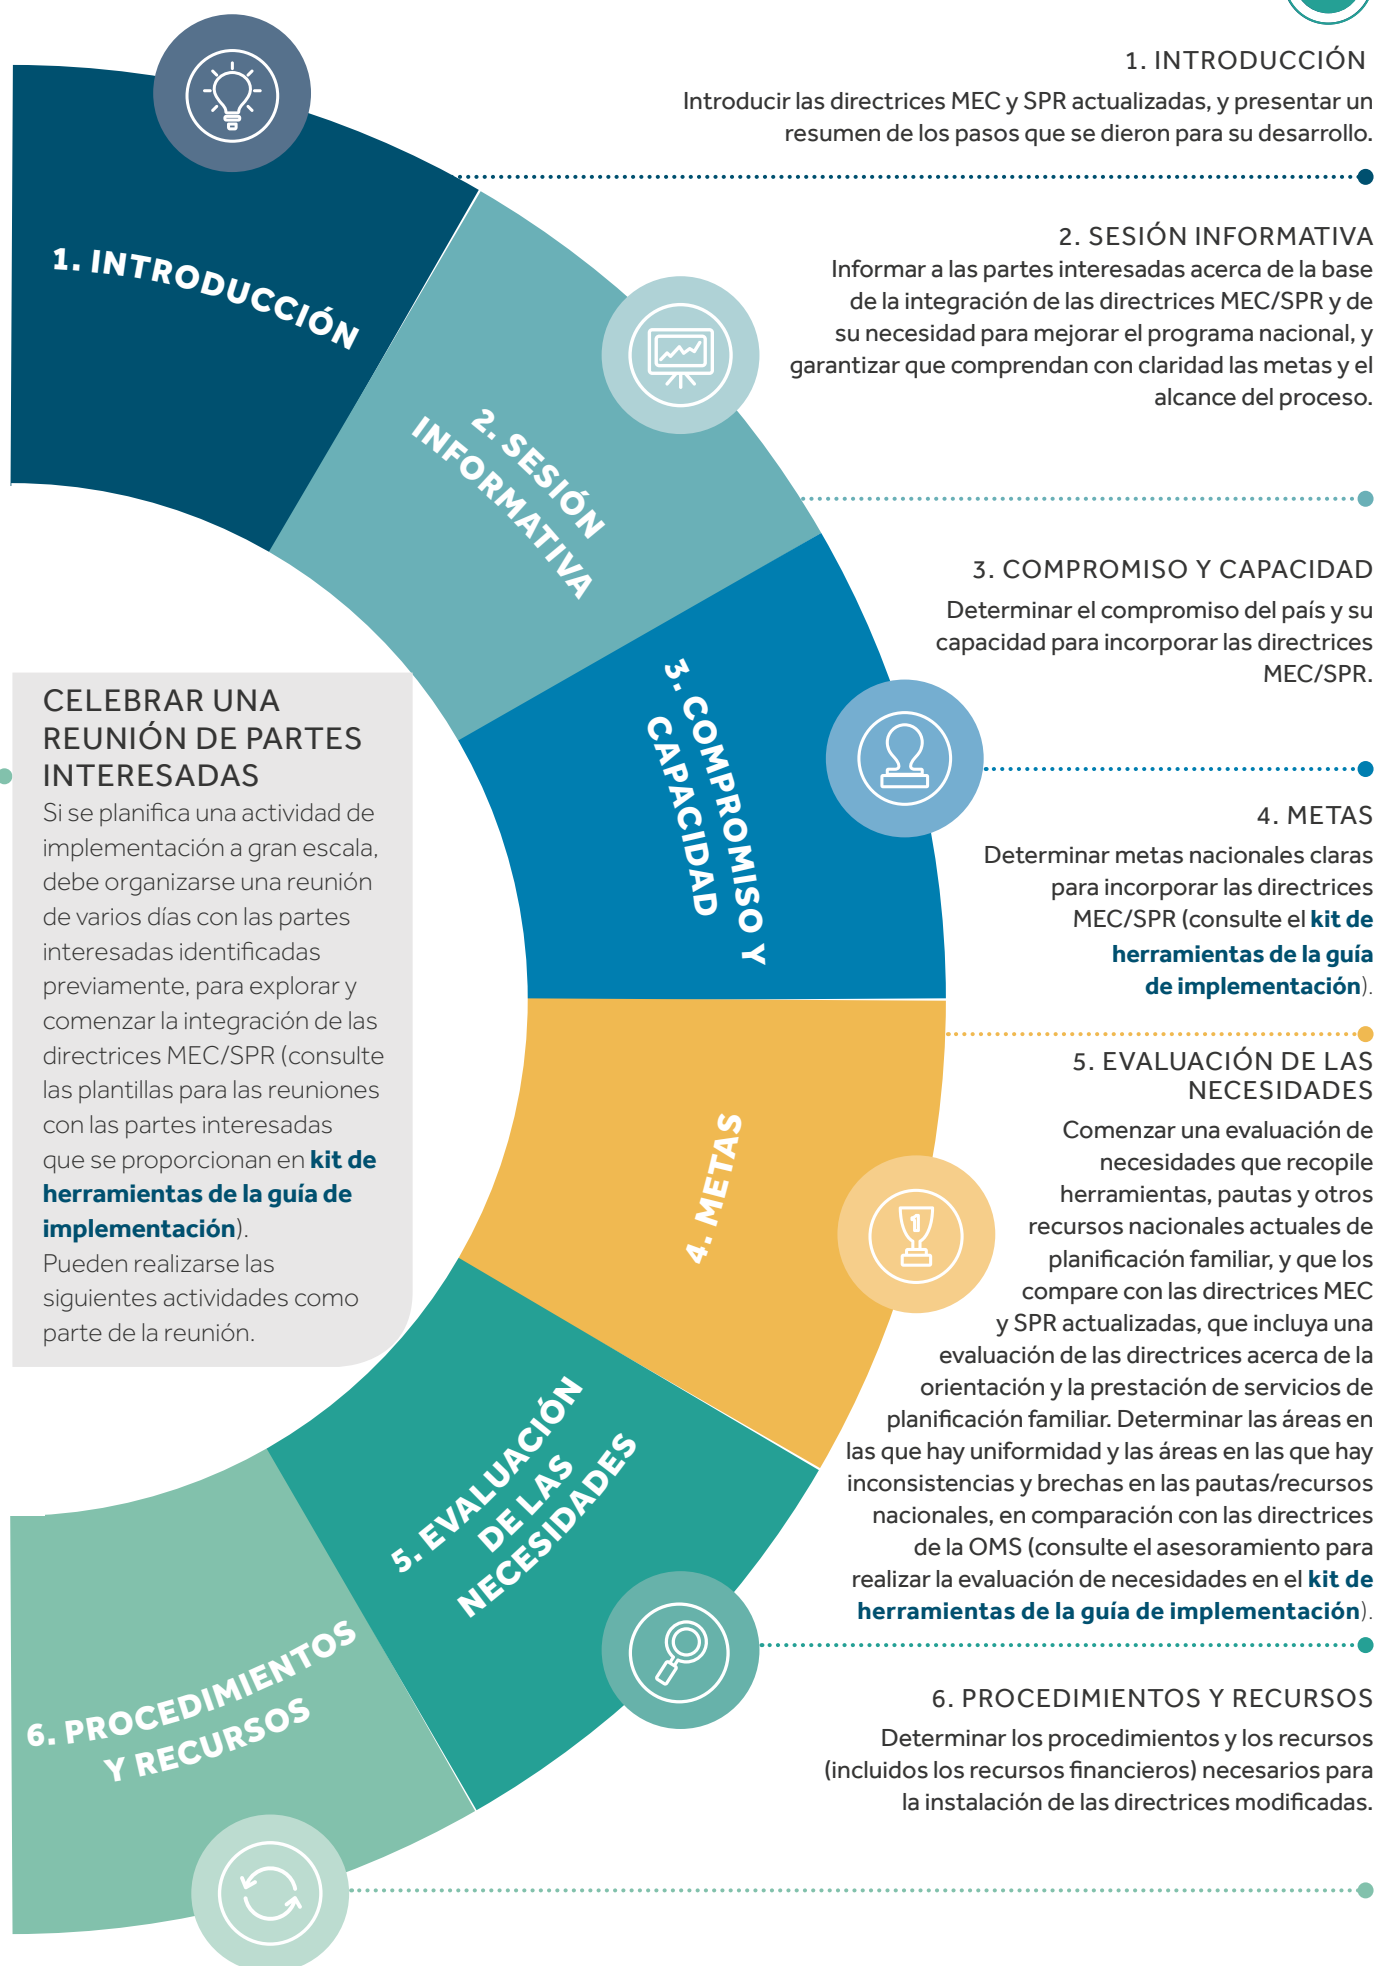 1. INTRODUCCIÓN
Introducir las directrices MEC y SPR actualizadas, y presentar un
resumen de los pasos que se dieron para su desarrollo.
1. INTRODUCCIÓN
2. SESIÓN INFORMATIVA
Informar a las partes interesadas acerca de la base
de la integración de las directrices MEC/SPR y de
su necesidad para mejorar el programa nacional, y
garantizar que comprendan con claridad las metas y el
alcance del proceso.
2. SESIÓN
INFORMATIVA
3. COMPROMISO Y CAPACIDAD
Determinar el compromiso del país y su
capacidad para incorporar las directrices
MEC/SPR.
3. COMPROMISO Y
CAPACIDAD
CELEBRAR UNA
REUNIÓN DE PARTES
INTERESADAS
Si se planifica una actividad de
implementación a gran escala,
debe organizarse una reunión
de varios días con las partes
interesadas identificadas
previamente, para explorar y
comenzar la integración de las
directrices MEC/SPR (consulte
las plantillas para las reuniones
con las partes interesadas
que se proporcionan en kit de
herramientas de la guía de
implementación).
Pueden realizarse las
siguientes actividades como
parte de la reunión.
4. METAS
Determinar metas nacionales claras
para incorporar las directrices
MEC/SPR (consulte el kit de
herramientas de la guía
de implementación).
4. METAS
1
5. EVALUACIÓN DE LAS
NECESIDADES
Comenzar una evaluación de
necesidades que recopile
herramientas, pautas y otros
recursos nacionales actuales de
planificación familiar, y que los
compare con las directrices MEC
y SPR actualizadas, que incluya una
evaluación de las directrices acerca de la
orientación y la prestación de servicios de
planificación familiar. Determinar las áreas en
las que hay uniformidad y las áreas en las que hay
inconsistencias y brechas en las pautas/recursos
nacionales, en comparación con las directrices
de la OMS (consulte el asesoramiento para
realizar la evaluación de necesidades en el kit de
herramientas de la guía de implementación).
5. EVALUACIÓN
DE LAS
NECESIDADES
6. PROCEDIMIENTOS Y RECURSOS
Determinar los procedimientos y los recursos
(incluidos los recursos financieros) necesarios para
la instalación de las directrices modificadas.
6. PROCEDIMIENTOS
Y RECURSOS